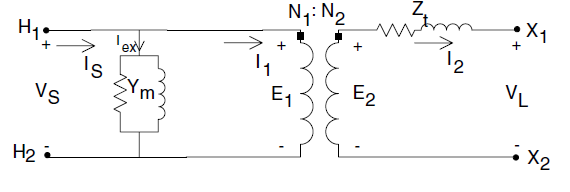 N1: N2
Zt
H1
X1
+
Iex
IS
I1
+
+
I2
+
VS
Ym
E1
E2
VL
-
-
-
-
H2
X2